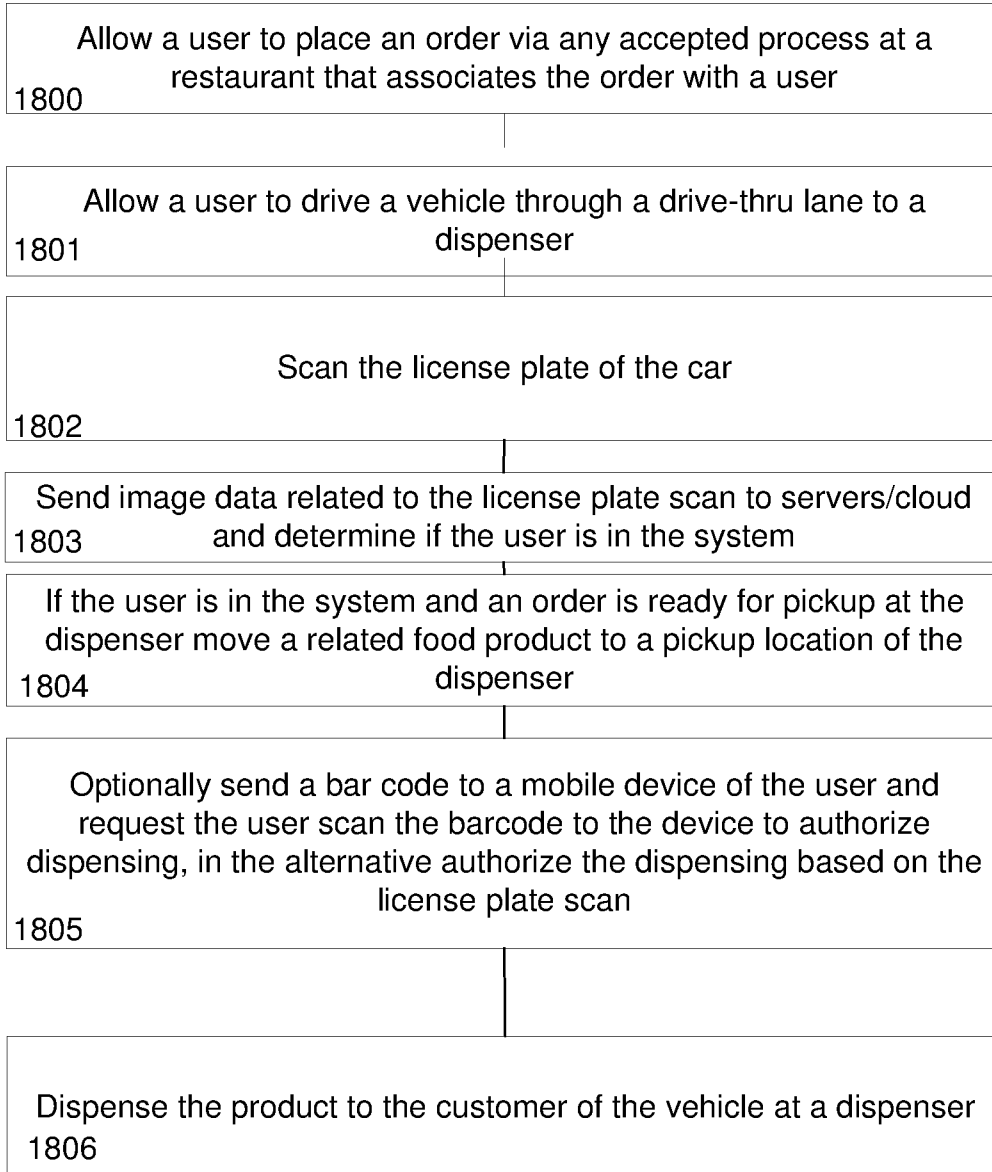 Allow a user to place an order via any accepted process at a
restaurant that associates the order with a user
1800
Allow a user to drive a vehicle through a drive-thru lane to a
dispenser
1801
Scan the license plate of the car
1802
Send image data related to the license plate scan to servers/cloud
and determine if the user is in the system
1803
If the user is in the system and an order is ready for pickup at the
dispenser move a related food product to a pickup location of the
dispenser
1804
Optionally send a bar code to a mobile device of the user and
request the user scan the barcode to the device to authorize
dispensing, in the alternative authorize the dispensing based on the
license plate scan
1805
Dispense the product to the customer of the vehicle at a dispenser
1806